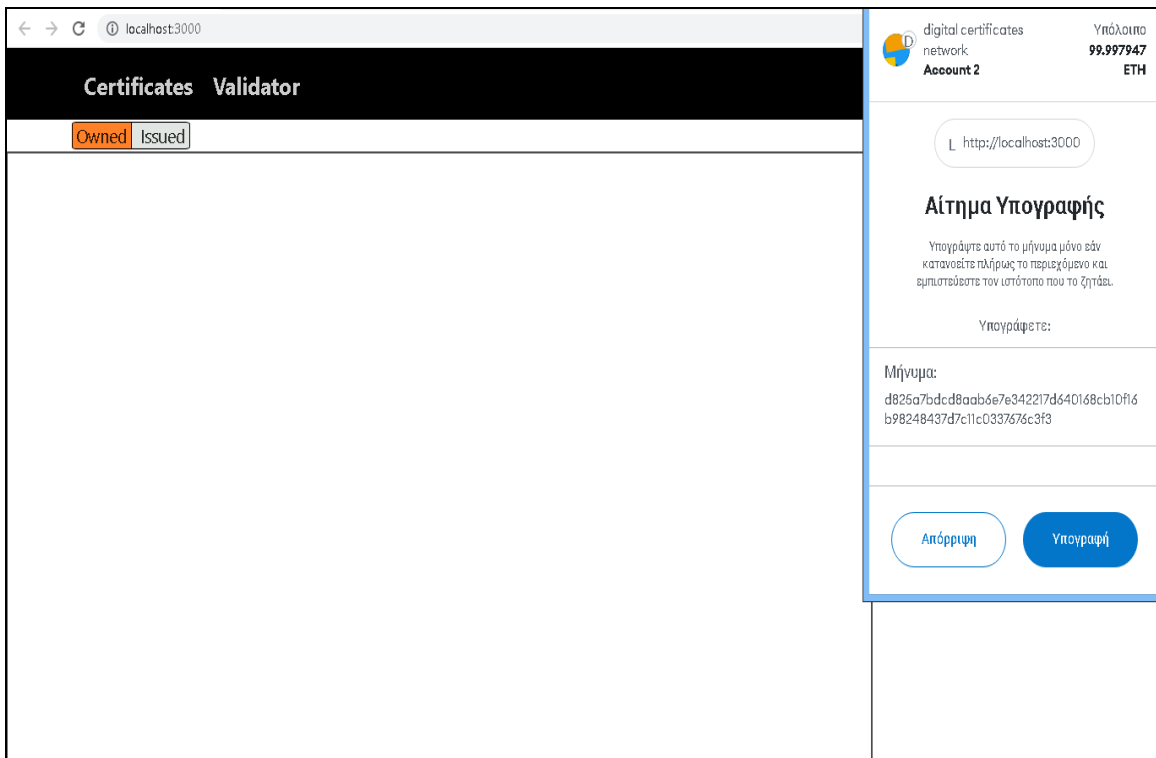 localhost:3000
Certificates Validator
Owned Issued
digital certificates
network
Account 2
Υπόλοιπο
99.997947
ETH
D
L http://localhost:3000
Αίτημα Υπογραφής
Υπογράψτε αυτό το μήνυμα μόνο εάν
κατανοείτε πλήρως το περιεχόμενο και
εμπιστεύεστε τον ιστότοπο που το ζητάει.
Υπογράφετε:
Μήνυμα:
d825a7bdcd8aab6e7e342217d640168cb10f16
b98248437d7c11c0337676c3f3
Απόρριψη Υπογραφή